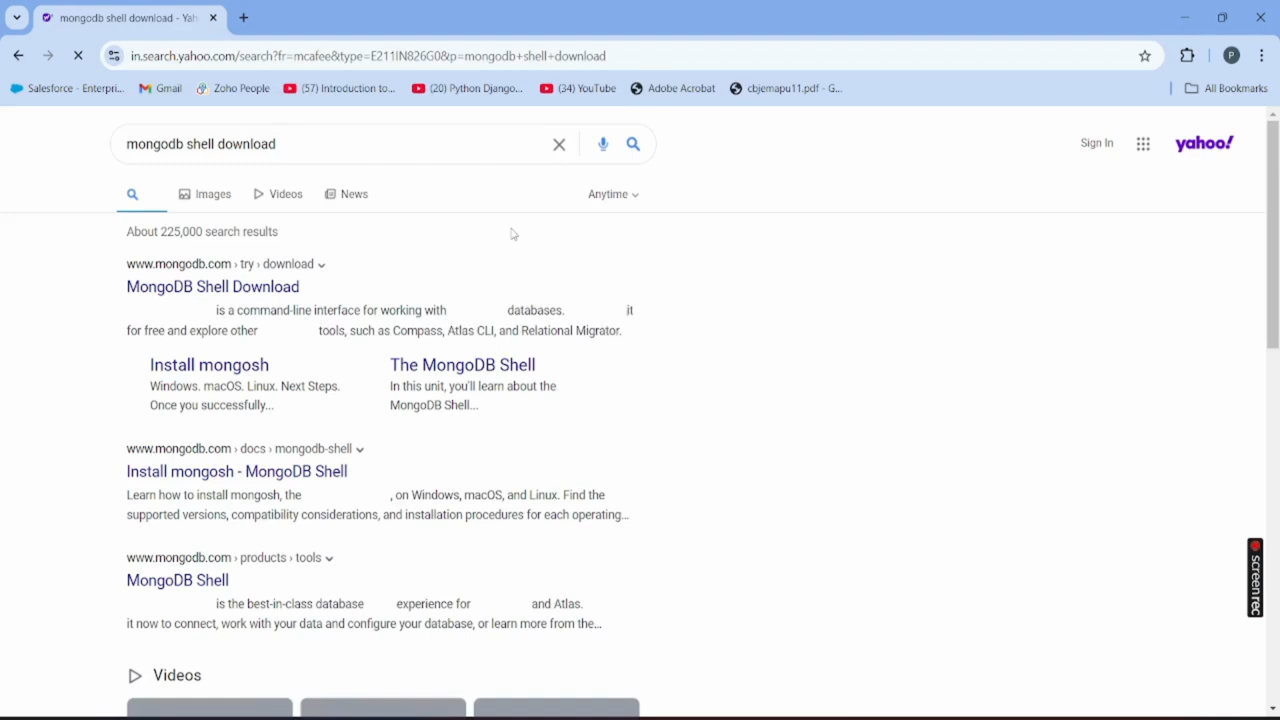 mongodb shell download - Yah
in.search.yahoo.com/search?fr=mcafee&type=E211IN826G0&p=mongodb+shell+download
P
Salesforce - Enterpri... Gmail Zoho People (57) Introduction to... (20) Python Django... (34) YouTube Adobe Acrobat cbjemapu11.pdf - G... All Bookmarks
mongodb shell download
Sign In
yahoo!
Images Videos News Anytime
About 225,000 search results
www.mongodb.com › try › download
MongoDB Shell Download
is a command-line interface for working with databases. it
for free and explore other tools, such as Compass, Atlas CLI, and Relational Migrator.
Install mongosh The MongoDB Shell
Windows. macOS. Linux. Next Steps. In this unit, you'll learn about the
Once you successfully... MongoDB Shell...
www.mongodb.com › docs › mongodb-shell
Install mongosh - MongoDB Shell
Learn how to install mongosh, the , on Windows, macOS, and Linux. Find the
supported versions, compatibility considerations, and installation procedures for each operating...
www.mongodb.com › products › tools
MongoDB Shell
is the best-in-class database experience for and Atlas.
it now to connect, work with your data and configure your database, or learn more from the...
Videos
screenrec